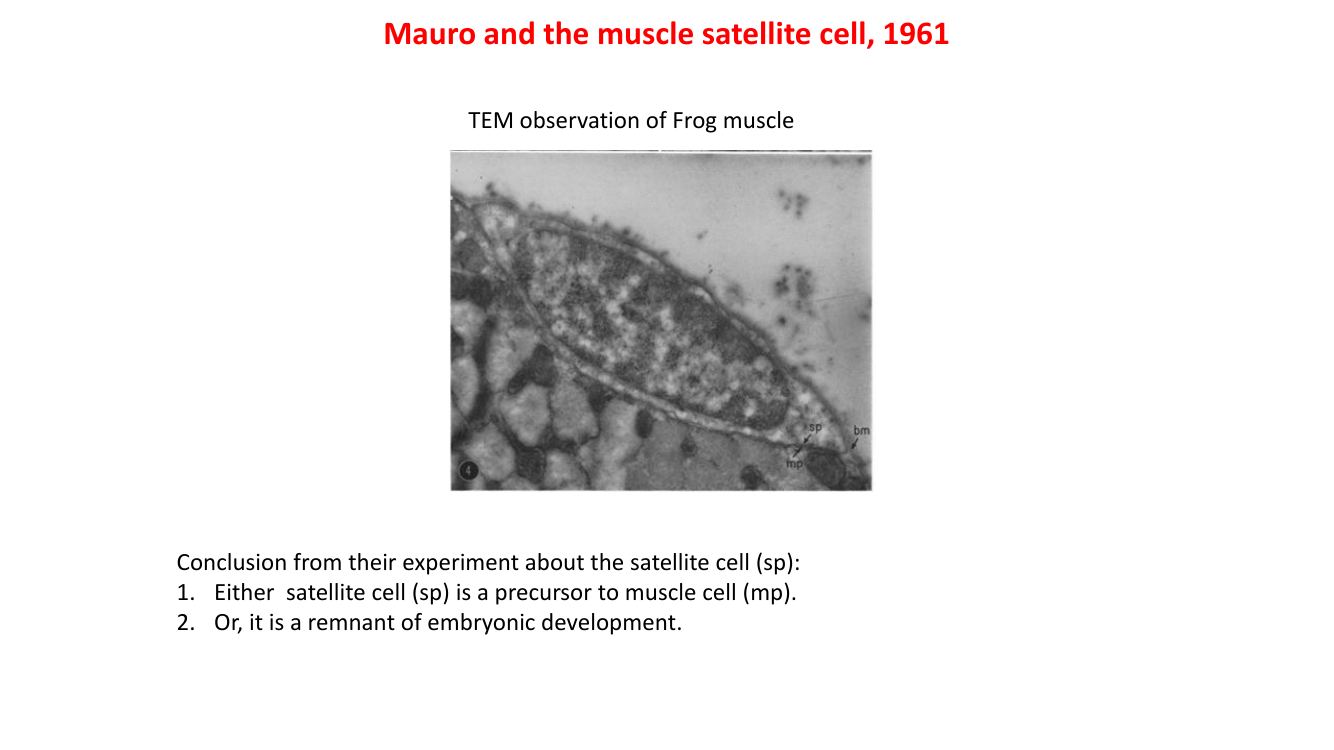 Mauro and the muscle satellite cell, 1961
TEM observation of Frog muscle
sp
bm
mp
4
Conclusion from their experiment about the satellite cell (sp):
1. Either  satellite cell (sp) is a precursor to muscle cell (mp).
2. Or, it is a remnant of embryonic development.